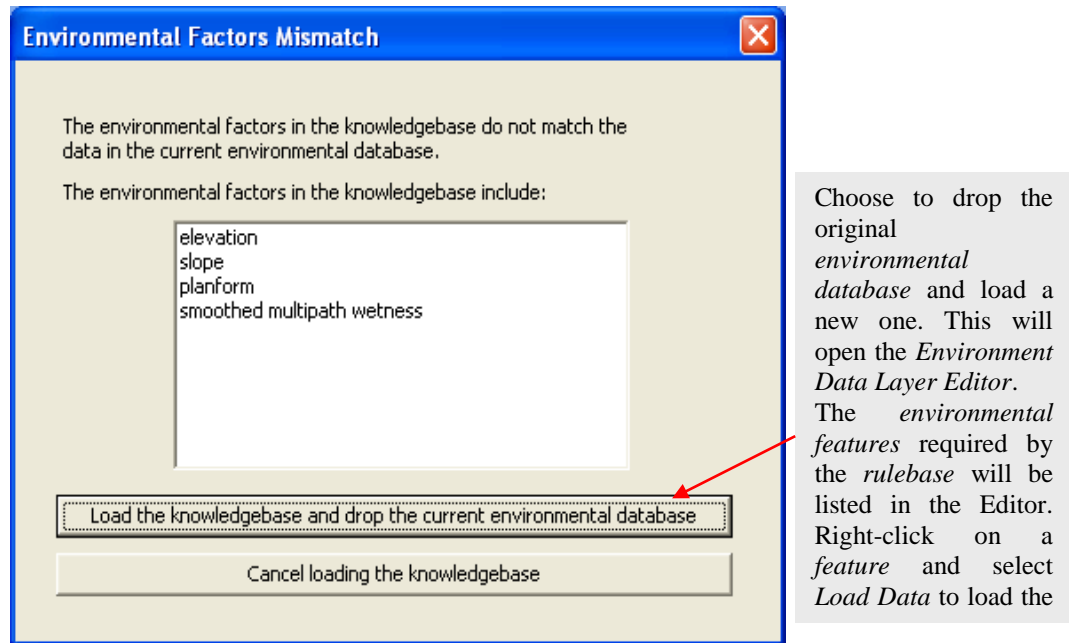 Environmental Factors Mismatch
The environmental factors in the knowledgebase do not match the
data in the current environmental database.
The environmental factors in the knowledgebase include:
elevation
slope
planform
smoothed multipath wetness
Load the knowledgebase and drop the current environmental database
Cancel loading the knowledgebase
Choose to drop the
original
environmental
database and load a
new one. This will
open the Environment
Data Layer Editor.
The environmental
features required by
the rulebase will be
listed in the Editor.
Right-click on a
feature and select
Load Data to load the